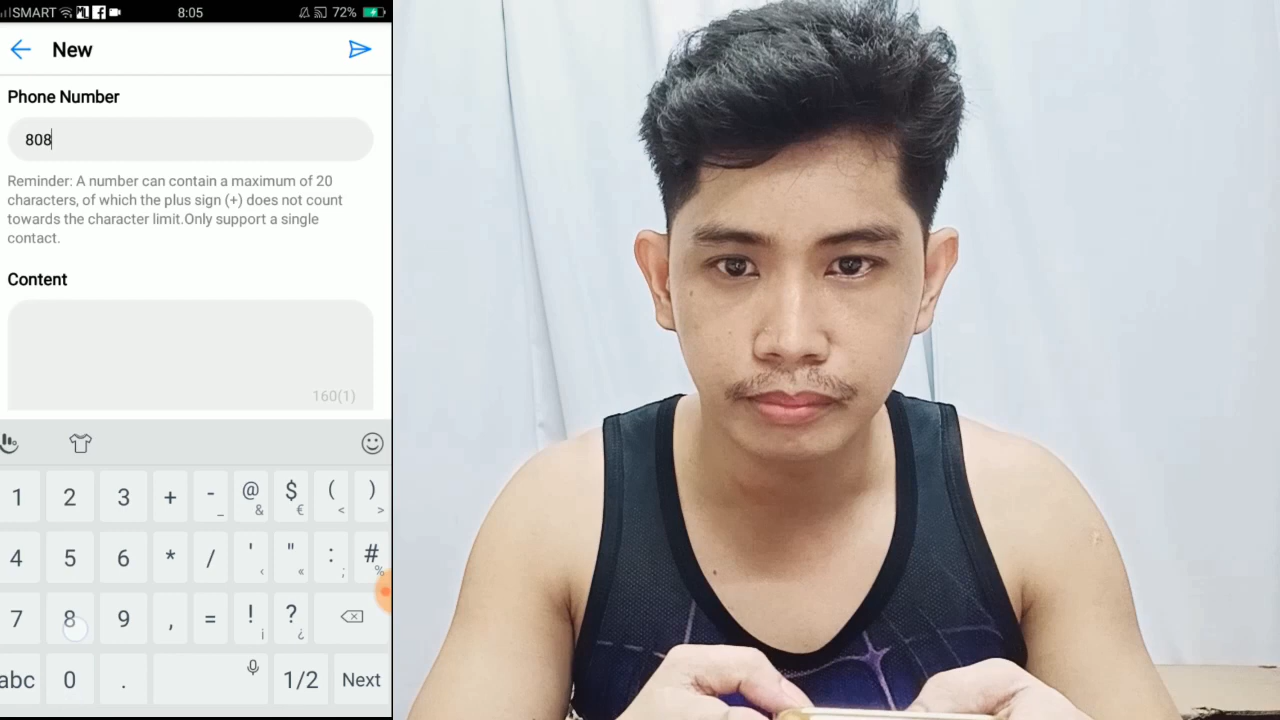 SMART 8:05 72%
New
Phone Number
808
Reminder: A number can contain a maximum of 20
characters, of which the plus sign (+) does not count
towards the character limit.Only support a single
contact.
Content
160(1)
1 2 3 + - _ @ & $ € ( < ) >
4 5 6 * / ' ‹ " « : ; # %
7 8 9 , = ! ¡ ? ¿
abc 0 . 1/2 Next